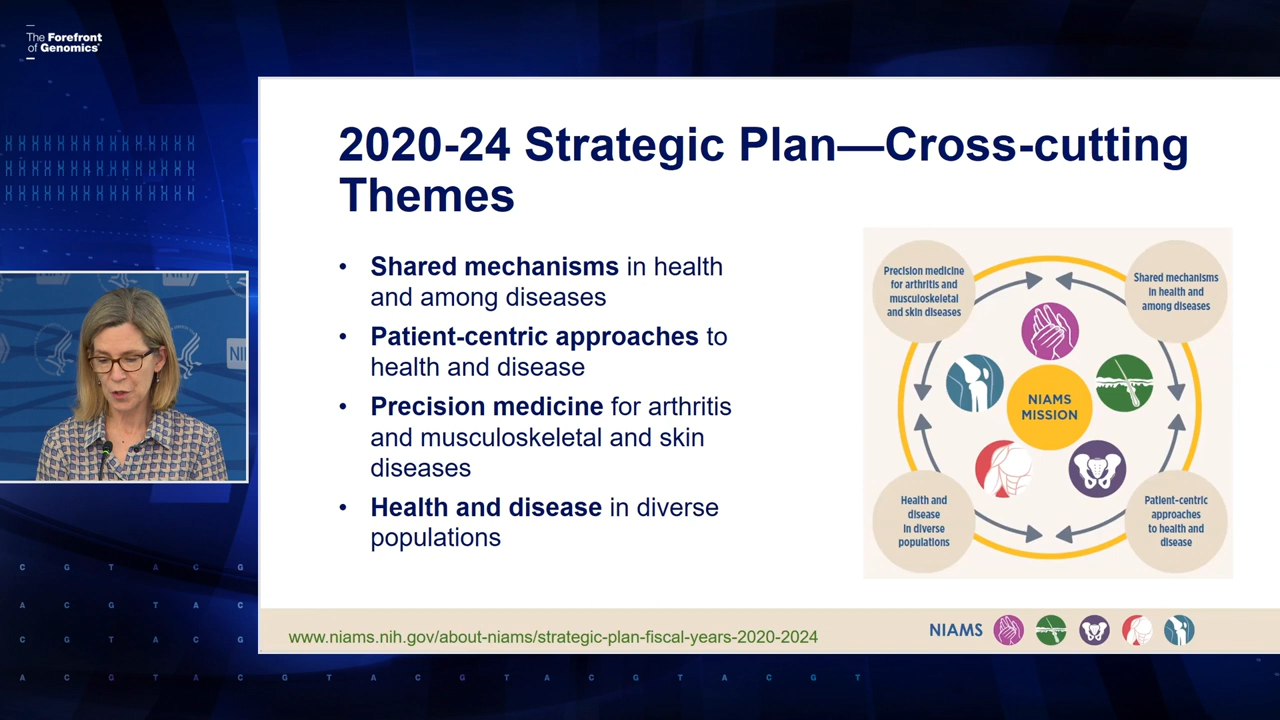 The Forefront
of Genomics
2020-24 Strategic Plan—Cross-cutting
Themes
• Shared mechanisms in health
and among diseases
• Patient-centric approaches to
health and disease
• Precision medicine for arthritis
and musculoskeletal and skin
diseases
• Health and disease in diverse
populations
Precision medicine
for arthritis and
musculoskeletal
and skin diseases
Shared mechanisms
in health and
among diseases
NIAMS
MISSION
Health and
disease
in diverse
populations
Patient-centric
approaches
to health and
disease
www.niams.nih.gov/about-niams/strategic-plan-fiscal-years-2020-2024
NIAMS
C G T A C G
A C G T A C
C G T A C G
A C G T A C G T A C G T A C G T A C G T